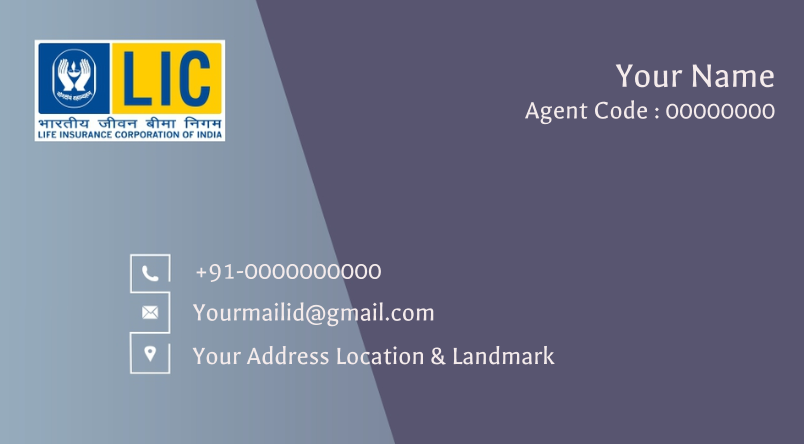 LIC
भारतीय जीवन बीमा निगम
LIFE INSURANCE CORPORATION OF INDIA
Your Name
Agent Code : 00000000
+91-0000000000
Yourmailid@gmail.com
Your Address Location & Landmark